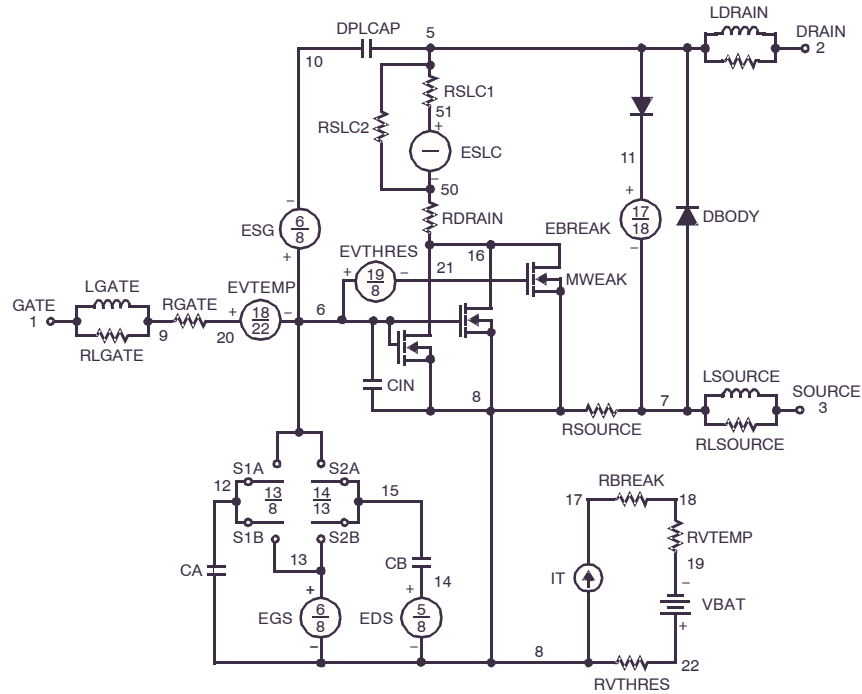 LDRAIN
DPLCAP
5
DRAIN
2
10
RSLC1
51
+
RSLC2
ESLC
−
50
11
ESG
6
8
−
+
RDRAIN
EBREAK
+
17
18
−
DBODY
EVTHRES
+
19
8
−
21
16
MWEAK
LGATE
GATE
1
RLGATE
9
RGATE
20
EVTEMP
+
18
22
−
6
CIN
8
RSOURCE
7
LSOURCE
SOURCE
3
RLSOURCE
S1A
S2A
12
13
8
14
13
15
S1B
S2B
13
CA
CB
14
+
EGS
6
8
−
+
EDS
5
8
−
RBREAK
17
18
RVTEMP
19
IT
−
VBAT
+
8
22
RVTHRES